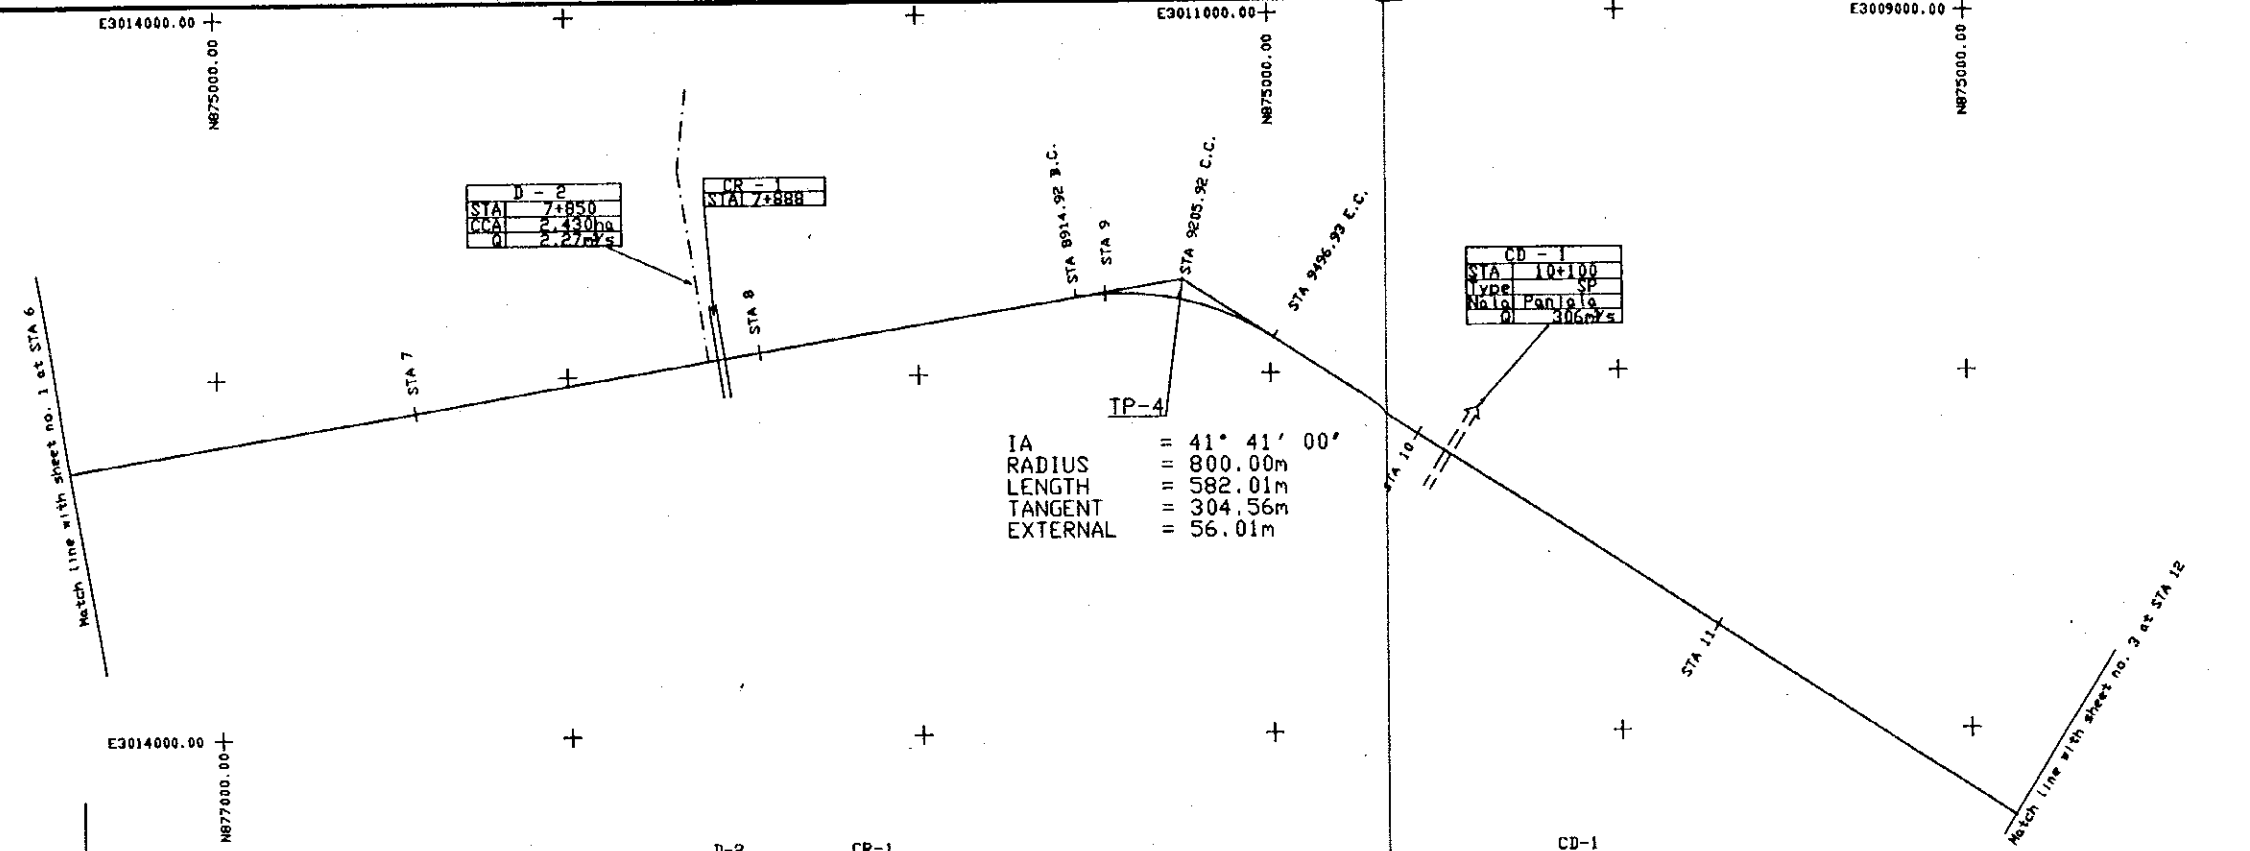 E3014000.00
E3011000.00
E3009000.00
N875000.00
N875000.00
N875000.00
D - 2
STA 7+850
CCA 2,430ha
Q 2.27m³/s
CR - 1
STA 7+888
STA 8914.92 B.C.
STA 9
STA 9205.92 C.C.
STA 9496.93 E.C.
CD - 1
STA 10+100
Type SP
Nala Panjala
Q 306m³/s
Match line with sheet no. 1 at STA 6
STA 7
STA 8
TP-4
IA = 41° 41' 00"
RADIUS = 800.00m
LENGTH = 582.01m
TANGENT = 304.56m
EXTERNAL = 56.01m
STA 10
STA 11
Match line with sheet no. 3 at STA 12
E3014000.00
N877000.00
D-2
CR-1
CD-1